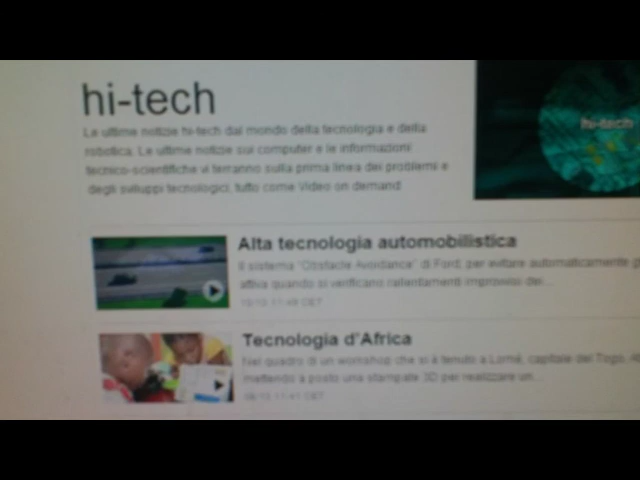 hi-tech
hi-tech
Le ultime notizie hi-tech dal mondo della tecnologia e della
robotica. Le ultime notizie sui computer e le informazioni
tecnico-scientifiche vi terranno sulla prima linea dei problemi e
degli sviluppi tecnologici, tutto come Video on demand
Alta tecnologia automobilistica
Il sistema "Obstacle Avoidance" di Ford, per evitare automaticamente
attiva quando si verificano rallentamenti improvvisi dei...
CET
Tecnologia d'Africa
Nel quadro di un workshop che si è tenuto a Lomé, capitale del Togo,
mettendo a posto una stampate 3D per realizzare un...
CET